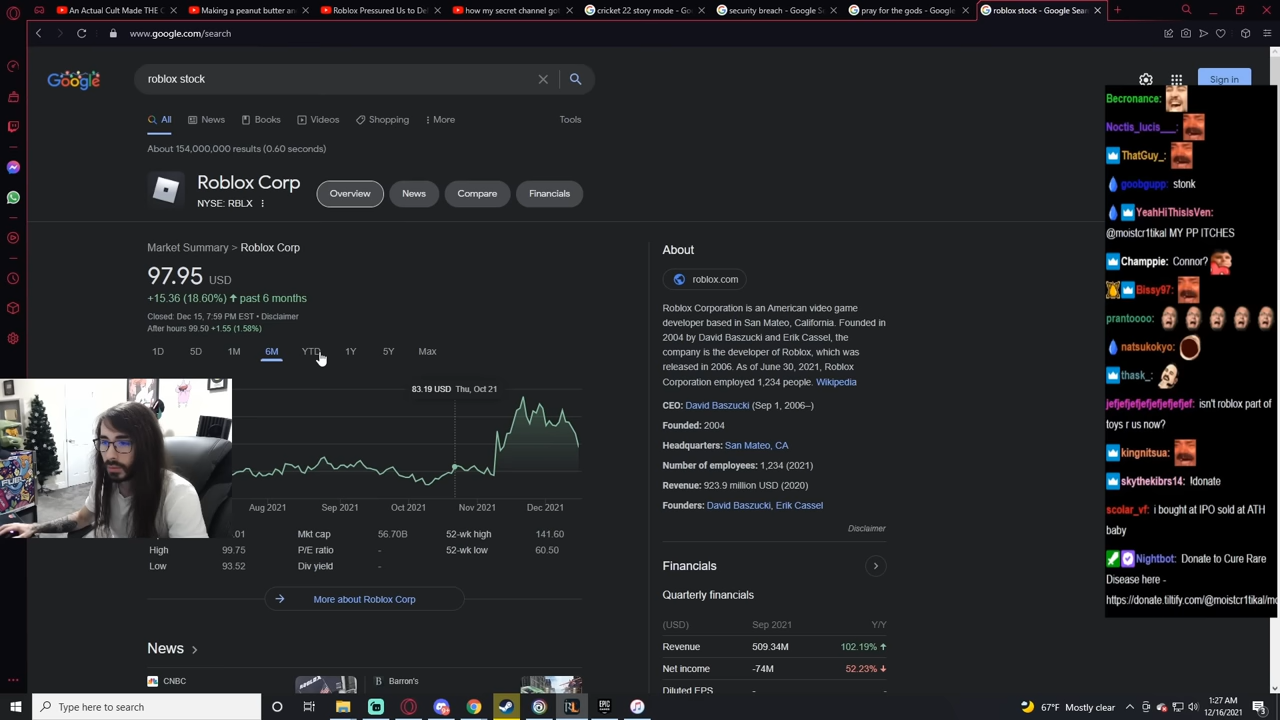 An Actual Cult Made THE
Making a peanut butter an
Roblox Pressured Us to De
how my secret channel got
cricket 22 story mode - Go
security breach - Google S
pray for the gods - Google
roblox stock - Google Sear
www.google.com/search
Google
roblox stock
Sign in
All
News
Books
Videos
Shopping
More
Tools
About 154,000,000 results (0.60 seconds)
Roblox Corp
NYSE: RBLX
Overview
News
Compare
Financials
Market Summary > Roblox Corp
97.95 USD
+15.36 (18.60%) ↑ past 6 months
Closed: Dec 15, 7:59 PM EST • Disclaimer
After hours 99.50 +1.55 (1.58%)
1D
5D
1M
6M
YTD
1Y
5Y
Max
83.19 USD Thu, Oct 21
Aug 2021
Sep 2021
Oct 2021
Nov 2021
Dec 2021
.01
Mkt cap
56.70B
52-wk high
141.60
High
99.75
P/E ratio
-
52-wk low
60.50
Low
93.52
Div yield
-
More about Roblox Corp
News
CNBC
Barron's
About
roblox.com
Roblox Corporation is an American video game
developer based in San Mateo, California. Founded in
2004 by David Baszucki and Erik Cassel, the
company is the developer of Roblox, which was
released in 2006. As of June 30, 2021, Roblox
Corporation employed 1,234 people. Wikipedia
CEO: David Baszucki (Sep 1, 2006–)
Founded: 2004
Headquarters: San Mateo, CA
Number of employees: 1,234 (2021)
Revenue: 923.9 million USD (2020)
Founders: David Baszucki, Erik Cassel
Disclaimer
Financials
Quarterly financials
(USD)
Sep 2021
Y/Y
Revenue
509.34M
102.19% ↑
Net income
-74M
52.23% ↓
Diluted EPS
-
-
Becronance:
Noctis_lucis___:
ThatGuy_:
goobgupp: stonk
YeahHiThisIsVen:
@moistcr1tikal MY PP ITCHES
Champpie: Connor?
Bissy97:
prantoooo:
natsukokyo:
thask_:
jefjefjefjefjefjefjefjef: isn't roblox part of
toys r us now?
kingnitsua:
skythekibrs14: !donate
scolar_vf: i bought at IPO sold at ATH
baby
Nightbot: Donate to Cure Rare
Disease here -
https://donate.tiltify.com/@moistcr1tikal/mo
FUEL
Type here to search
EPIC
67°F Mostly clear
1:27 AM
12/16/2021
3